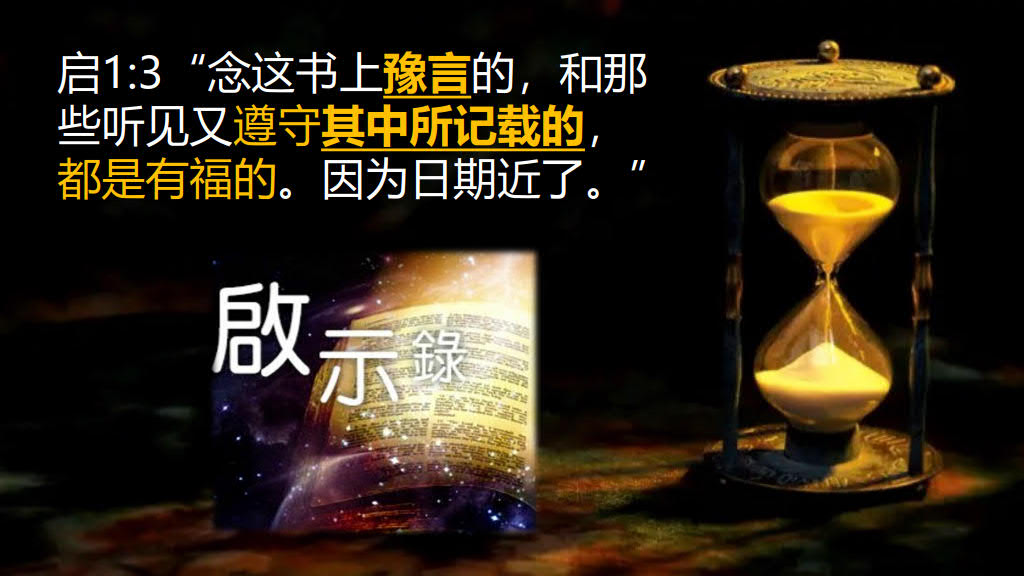 启1:3“念这书上豫言的，和那
些听见又遵守其中所记载的，
都是有福的。因为日期近了。”
啟示錄